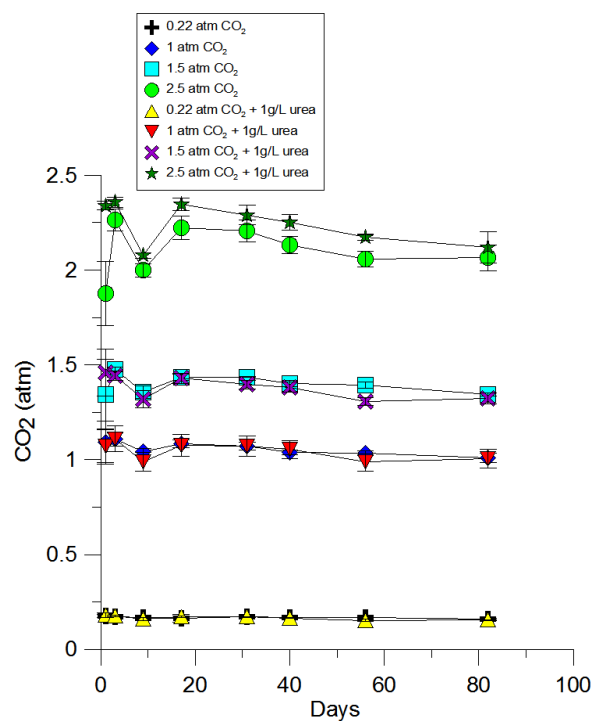 0.22 atm CO₂
1 atm CO₂
1.5 atm CO₂
2.5 atm CO₂
0.22 atm CO₂ + 1g/L urea
1 atm CO₂ + 1g/L urea
1.5 atm CO₂ + 1g/L urea
2.5 atm CO₂ + 1g/L urea
2.5
2
1.5
1
0.5
0
CO₂ (atm)
0 20 40 60 80 100
Days